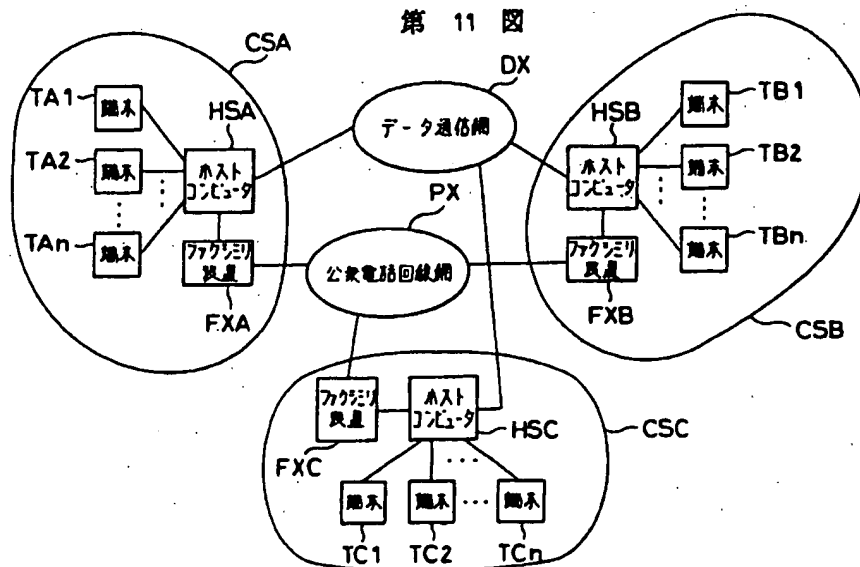 第 11 図
CSA
DX
TA1
端末
HSA
データ通信網
HSB
端末
TB1
TA2
端末
ホスト
コンピュータ
PX
ホスト
コンピュータ
端末
TB2
TAn
端末
ファクシミリ
装置
公衆電話回線網
ファクシミリ
装置
端末
TBn
FXA
FXB
CSB
ファクシミリ
装置
ホスト
コンピュータ
HSC
CSC
FXC
端末
端末
端末
TC1
TC2
TCn